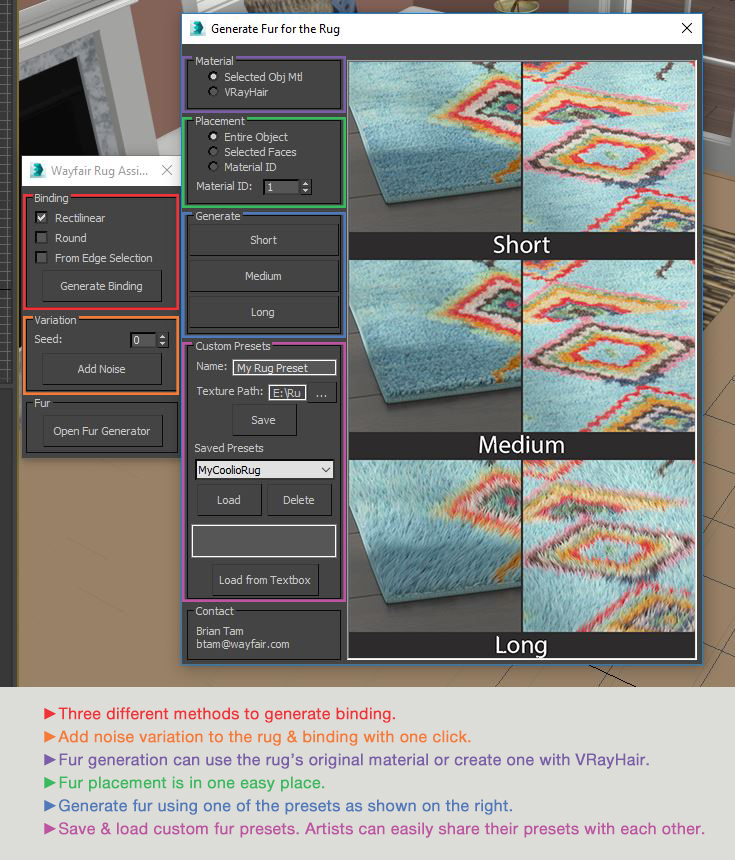 Generate Fur for the Rug
Material
Selected Obj Mtl
VRayHair
Placement
Entire Object
Selected Faces
Material ID
Material ID: 1
Generate
Short
Medium
Long
Custom Presets
Name: My Rug Preset
Texture Path: E:\Ru ...
Save
Saved Presets
MyCoolioRug
Load Delete
Load from Textbox
Contact
Brian Tam
btam@wayfair.com
Short
Medium
Long
Wayfair Rug Assi...
Binding
Rectilinear
Round
From Edge Selection
Generate Binding
Variation
Seed: 0
Add Noise
Fur
Open Fur Generator
►Three different methods to generate binding.
►Add noise variation to the rug & binding with one click.
►Fur generation can use the rug's original material or create one with VRayHair.
►Fur placement is in one easy place.
►Generate fur using one of the presets as shown on the right.
►Save & load custom fur presets. Artists can easily share their presets with each other.